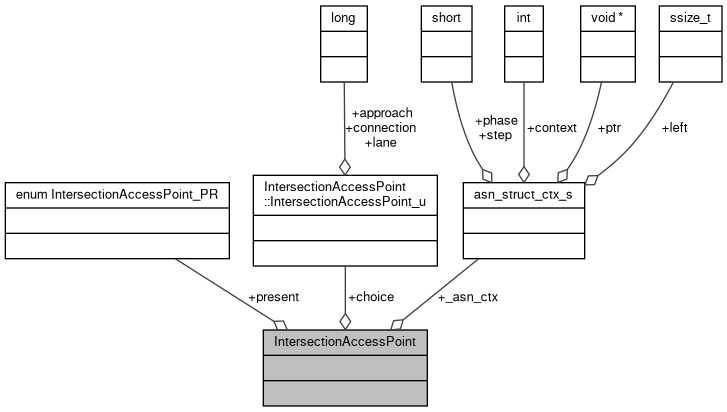 long
short
int
void *
ssize_t
+approach
+connection
+lane
+phase
+step
+context
+ptr
+left
enum IntersectionAccessPoint_PR
IntersectionAccessPoint
::IntersectionAccessPoint_u
asn_struct_ctx_s
+present
+choice
+_asn_ctx
IntersectionAccessPoint